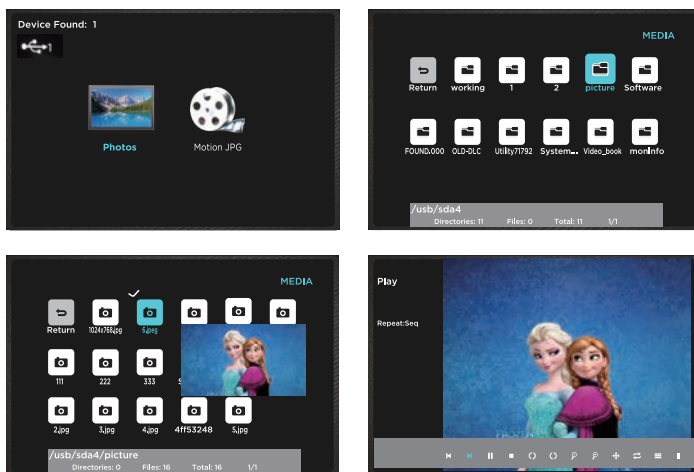 Device Found: 1
1
Photos
Motion JPG
MEDIA
Return
working
1
2
picture
Software
FOUND.000
OLD-DLC
Utility71792
System...
Video_book
monInfo
/usb/sda4
Directories: 11 Files: 0 Total: 11 1/1
MEDIA
Return
1024x768.jpg
6.jpeg
111
222
333
2.jpg
3.jpg
4.jpg
4ff53248
5.jpg
/usb/sda4/picture
Directories: 0 Files: 16 Total: 16 1/1
Play
Repeat:Seq
FROZEN